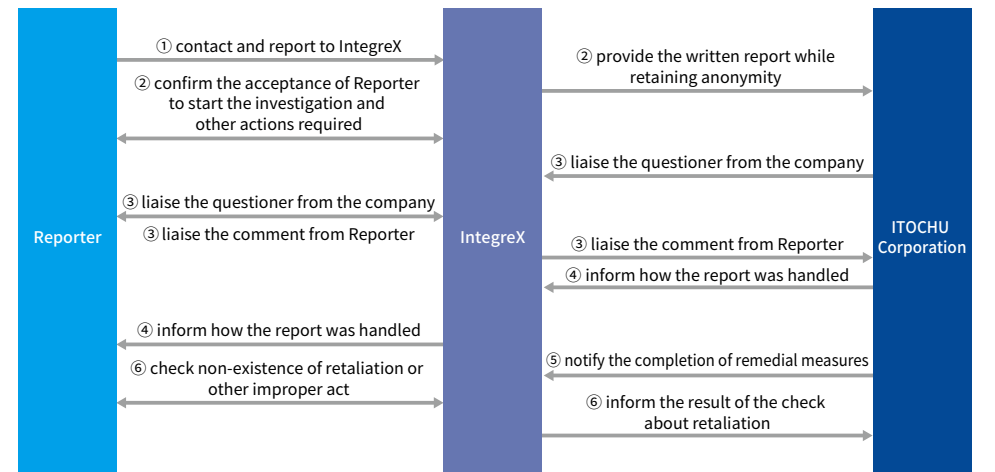 ① contact and report to IntegreX
② confirm the acceptance of Reporter
to start the investigation and
other actions required
② provide the written report while
retaining anonymity
③ liaise the questioner from the company
③ liaise the questioner from the company
③ liaise the comment from Reporter
Reporter
IntegreX
ITOCHU
Corporation
③ liaise the comment from Reporter
④ inform how the report was handled
④ inform how the report was handled
⑤ notify the completion of remedial measures
⑥ check non-existence of retaliation or
other improper act
⑥ inform the result of the check
about retaliation